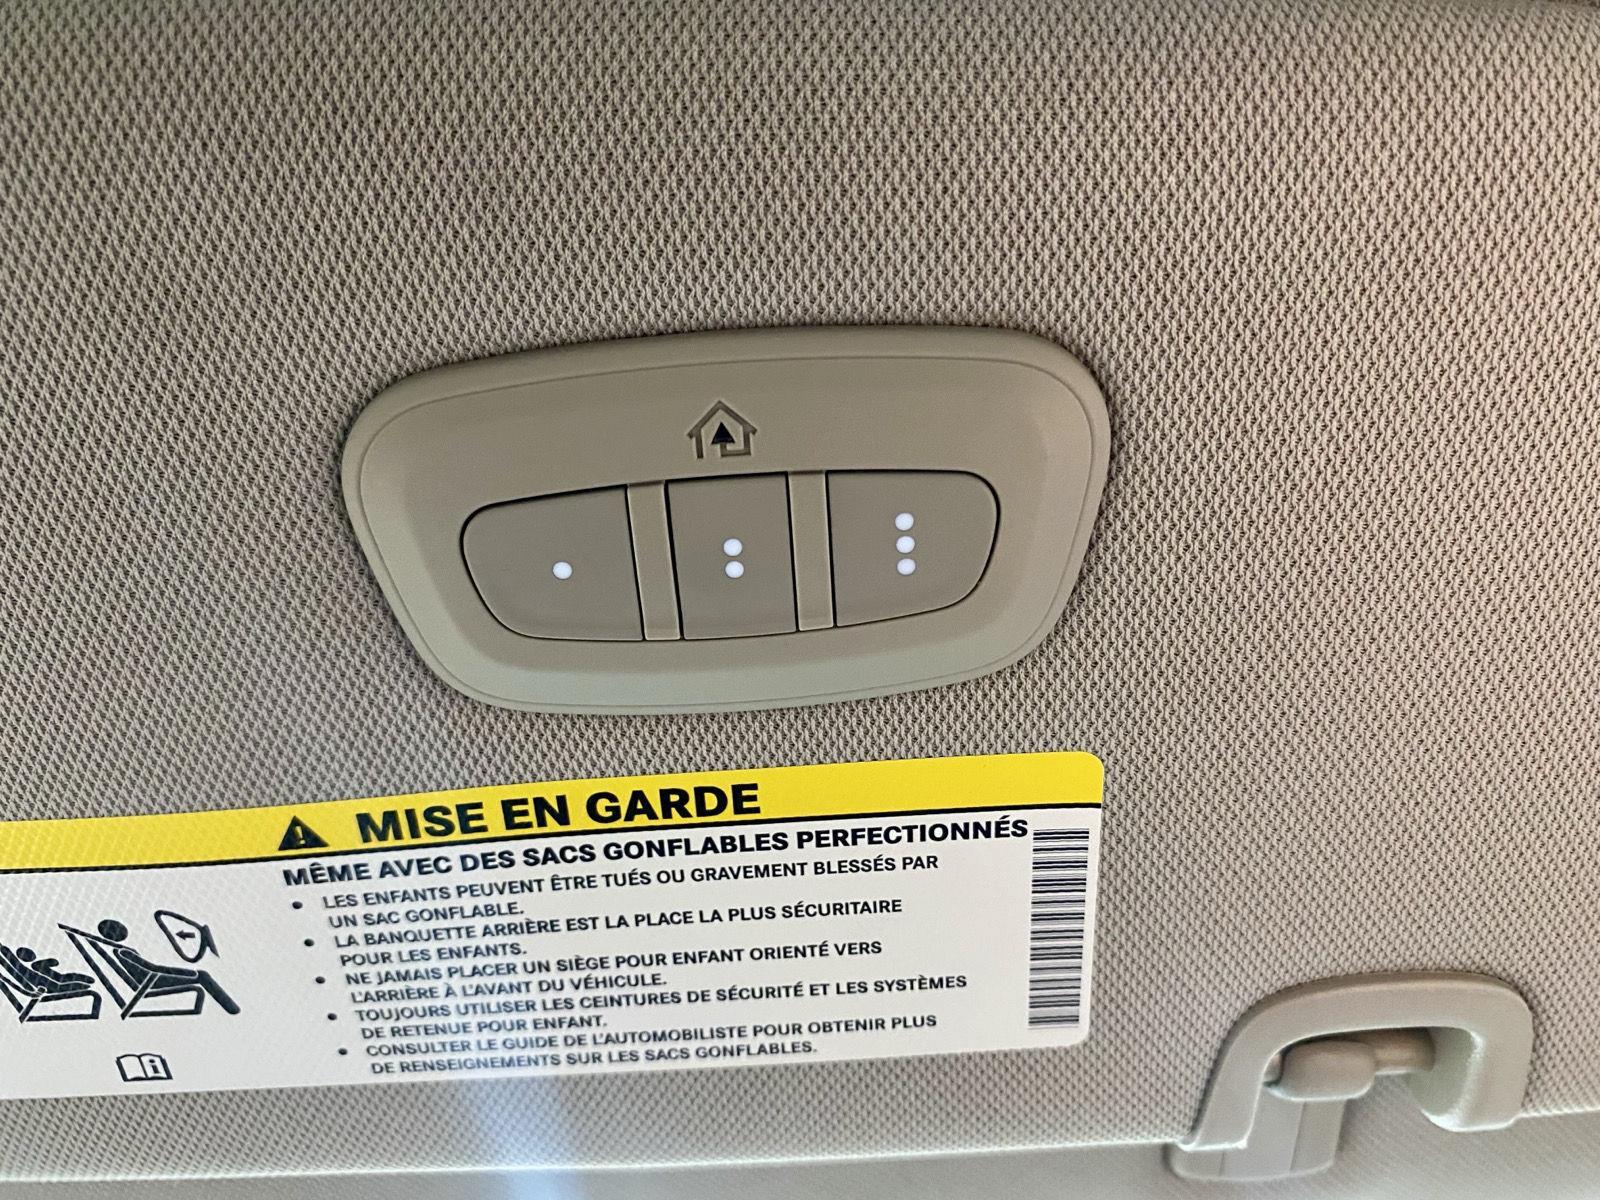 MISE EN GARDE
MÊME AVEC DES SACS GONFLABLES PERFECTIONNÉS
• LES ENFANTS PEUVENT ÊTRE TUÉS OU GRAVEMENT BLESSÉS PAR
UN SAC GONFLABLE.
• LA BANQUETTE ARRIÈRE EST LA PLACE LA PLUS SÉCURITAIRE
POUR LES ENFANTS.
• NE JAMAIS PLACER UN SIÈGE POUR ENFANT ORIENTÉ VERS
L'ARRIÈRE À L'AVANT DU VÉHICULE.
• TOUJOURS UTILISER LES CEINTURES DE SÉCURITÉ ET LES SYSTÈMES
DE RETENUE POUR ENFANT.
• CONSULTER LE GUIDE DE L'AUTOMOBILISTE POUR OBTENIR PLUS
DE RENSEIGNEMENTS SUR LES SACS GONFLABLES.